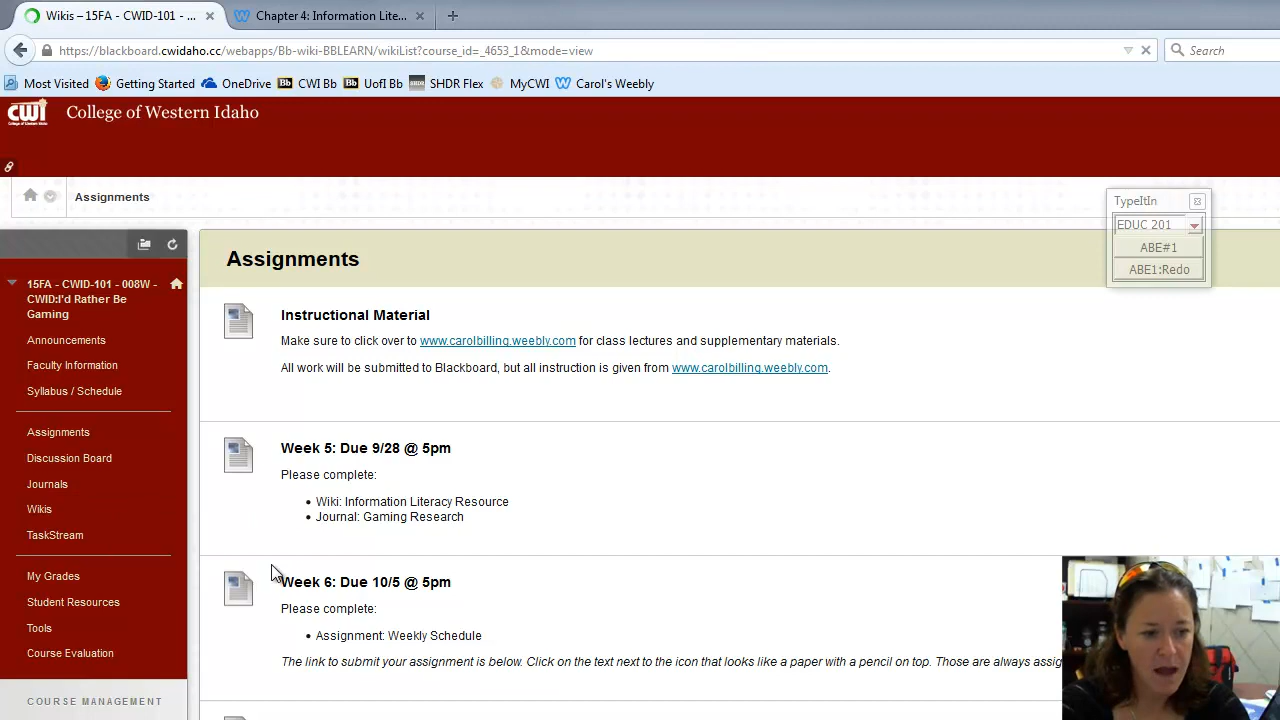 Wikis – 15FA - CWID-101 - ...
Chapter 4: Information Lite...
https://blackboard.cwidaho.cc/webapps/Bb-wiki-BBLEARN/wikiList?course_id=_4653_1&mode=view
Search
Most Visited
Getting Started
OneDrive
CWI Bb
UofI Bb
SHDR Flex
MyCWI
Carol's Weebly
CWI
College of Western Idaho
Assignments
TypeItIn
EDUC 201
ABE#1
ABE1:Redo
15FA - CWID-101 - 008W -
CWID:I'd Rather Be
Gaming
Announcements
Faculty Information
Syllabus / Schedule
Assignments
Discussion Board
Journals
Wikis
TaskStream
My Grades
Student Resources
Tools
Course Evaluation
COURSE MANAGEMENT
Assignments
Instructional Material
Make sure to click over to www.carolbilling.weebly.com for class lectures and supplementary materials.
All work will be submitted to Blackboard, but all instruction is given from www.carolbilling.weebly.com.
Week 5: Due 9/28 @ 5pm
Please complete:
• Wiki: Information Literacy Resource
• Journal: Gaming Research
Week 6: Due 10/5 @ 5pm
Please complete:
• Assignment: Weekly Schedule
The link to submit your assignment is below. Click on the text next to the icon that looks like a paper with a pencil on top. Those are always assig